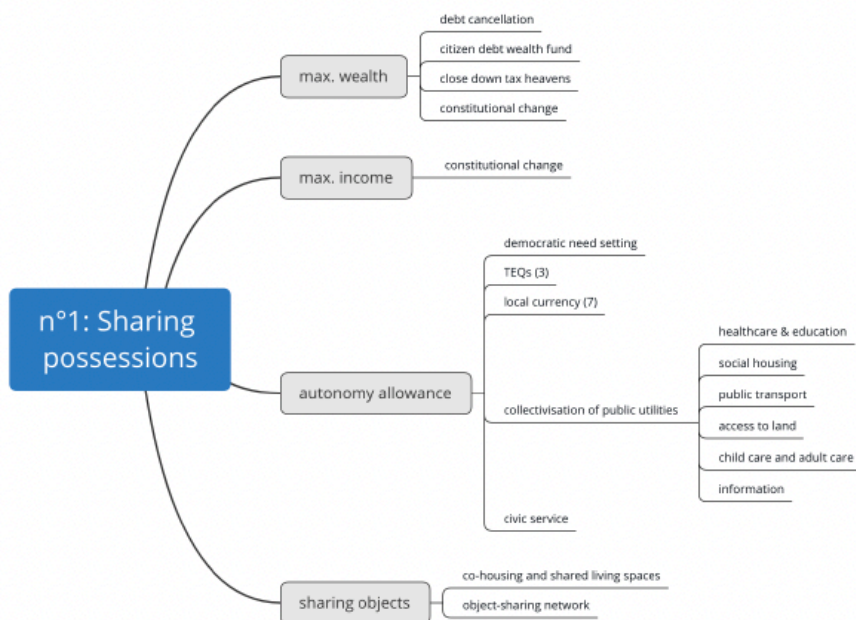 debt cancellation
citizen debt wealth fund
max. wealth
close down tax heavens
constitutional change
max. income
constitutional change
democratic need setting
TEQs (3)
local currency (7)
n°1: Sharing
possessions
healthcare & education
social housing
public transport
autonomy allowance
collectivisation of public utilities
access to land
child care and adult care
information
civic service
co-housing and shared living spaces
sharing objects
object-sharing network